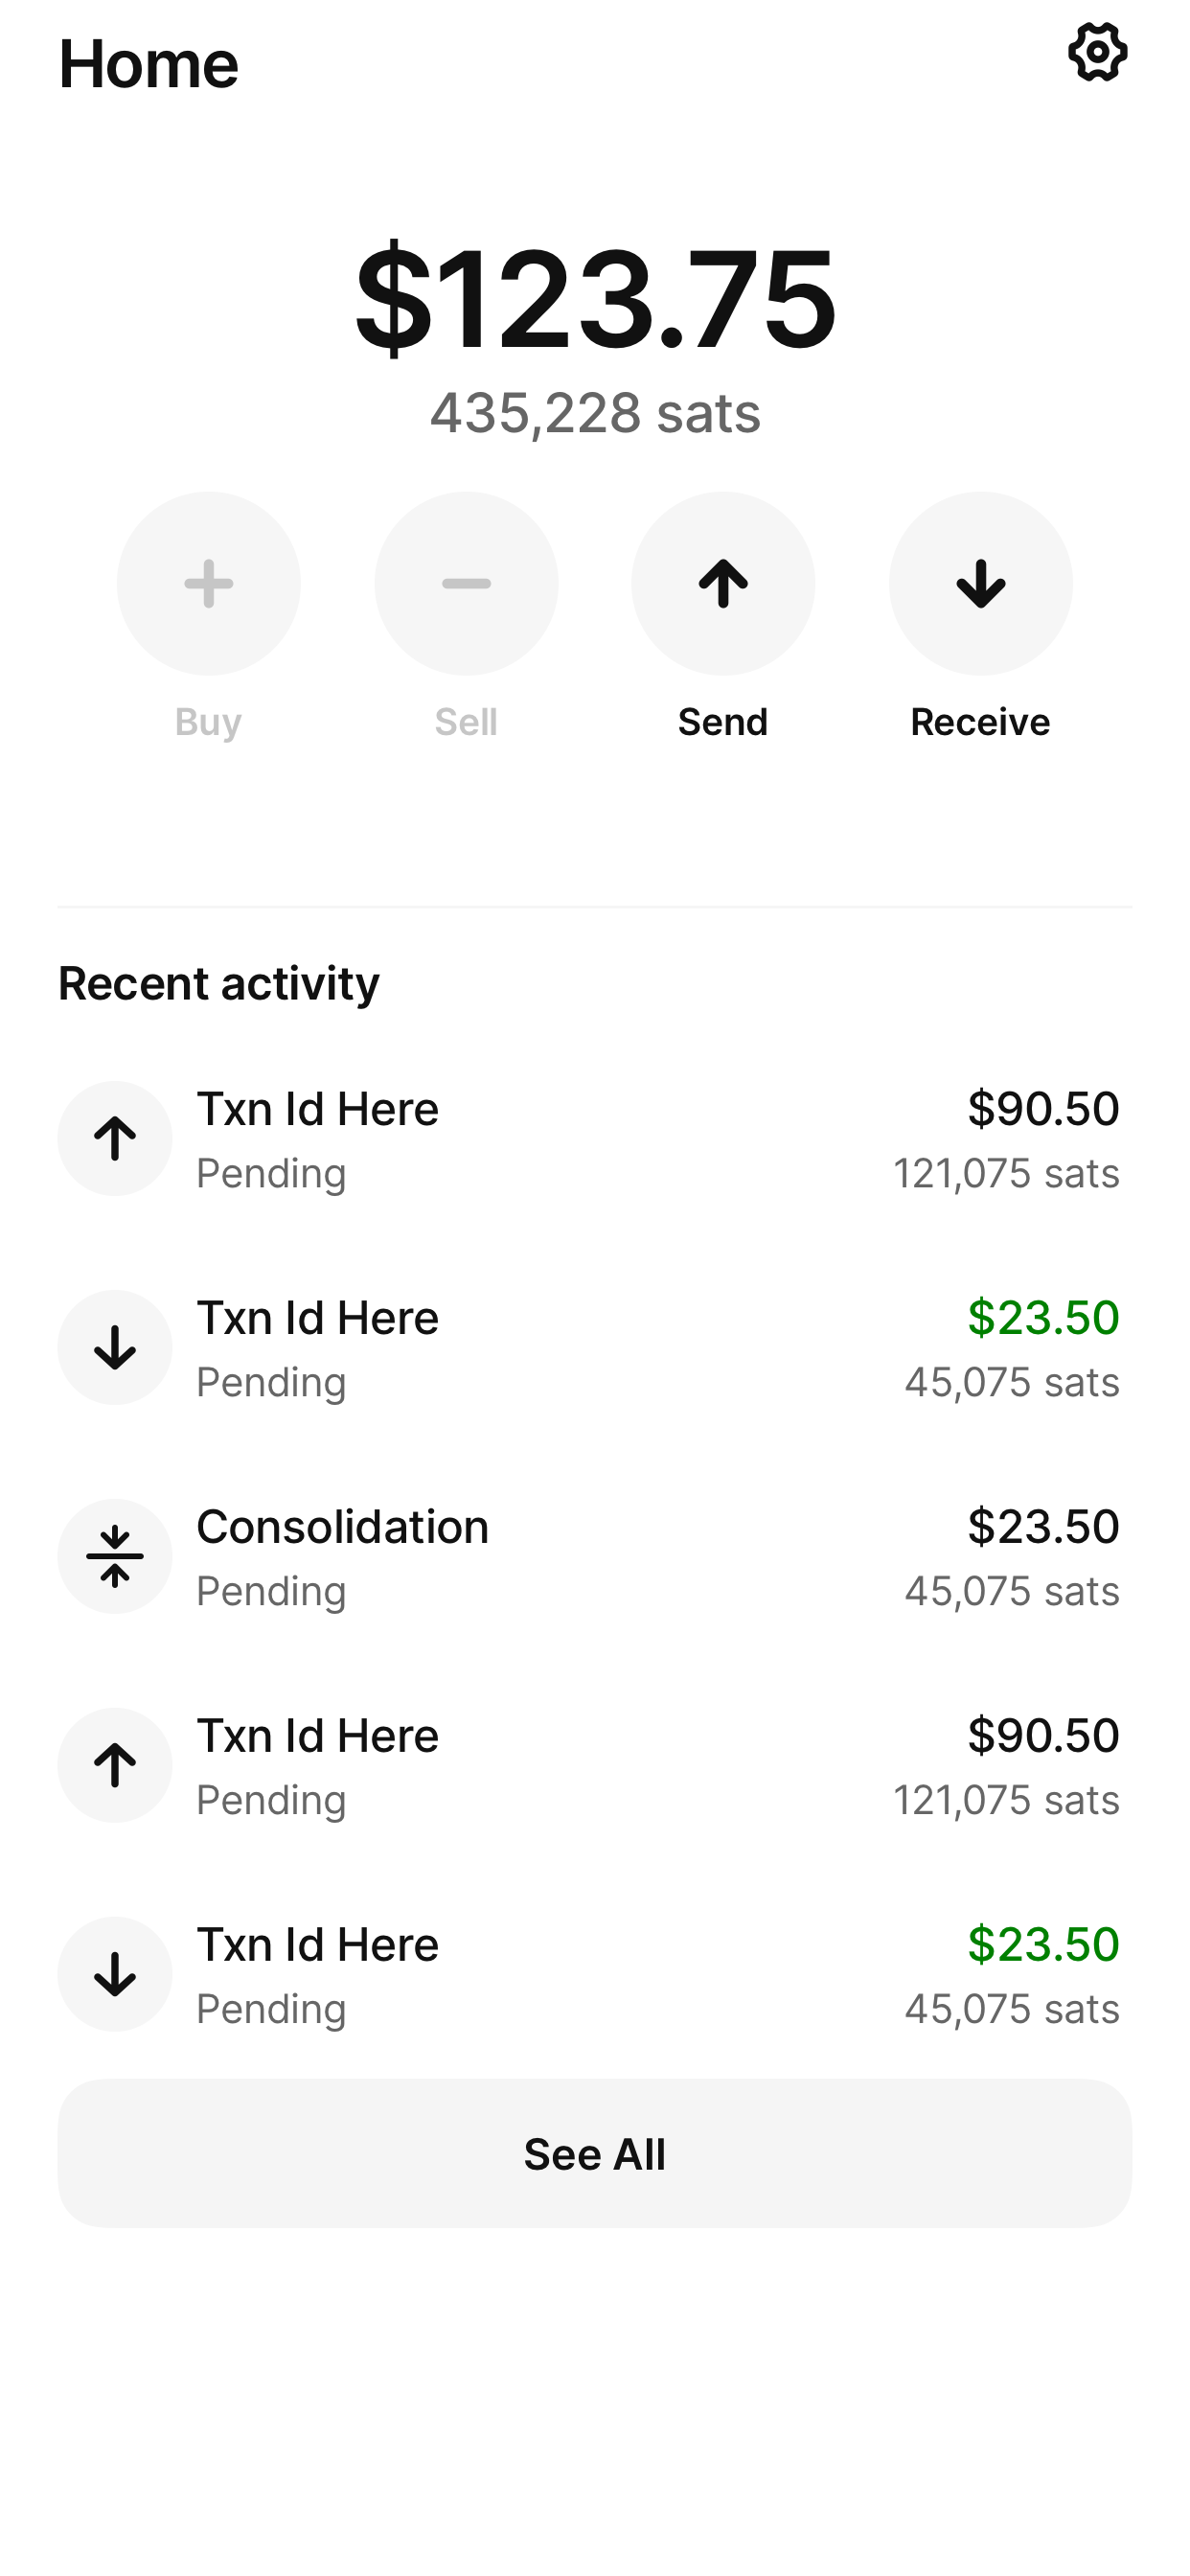 Home
$123.75
435,228 sats
Buy Sell Send Receive
Recent activity
Txn Id Here $90.50
Pending 121,075 sats
Txn Id Here $23.50
Pending 45,075 sats
Consolidation $23.50
Pending 45,075 sats
Txn Id Here $90.50
Pending 121,075 sats
Txn Id Here $23.50
Pending 45,075 sats
See All